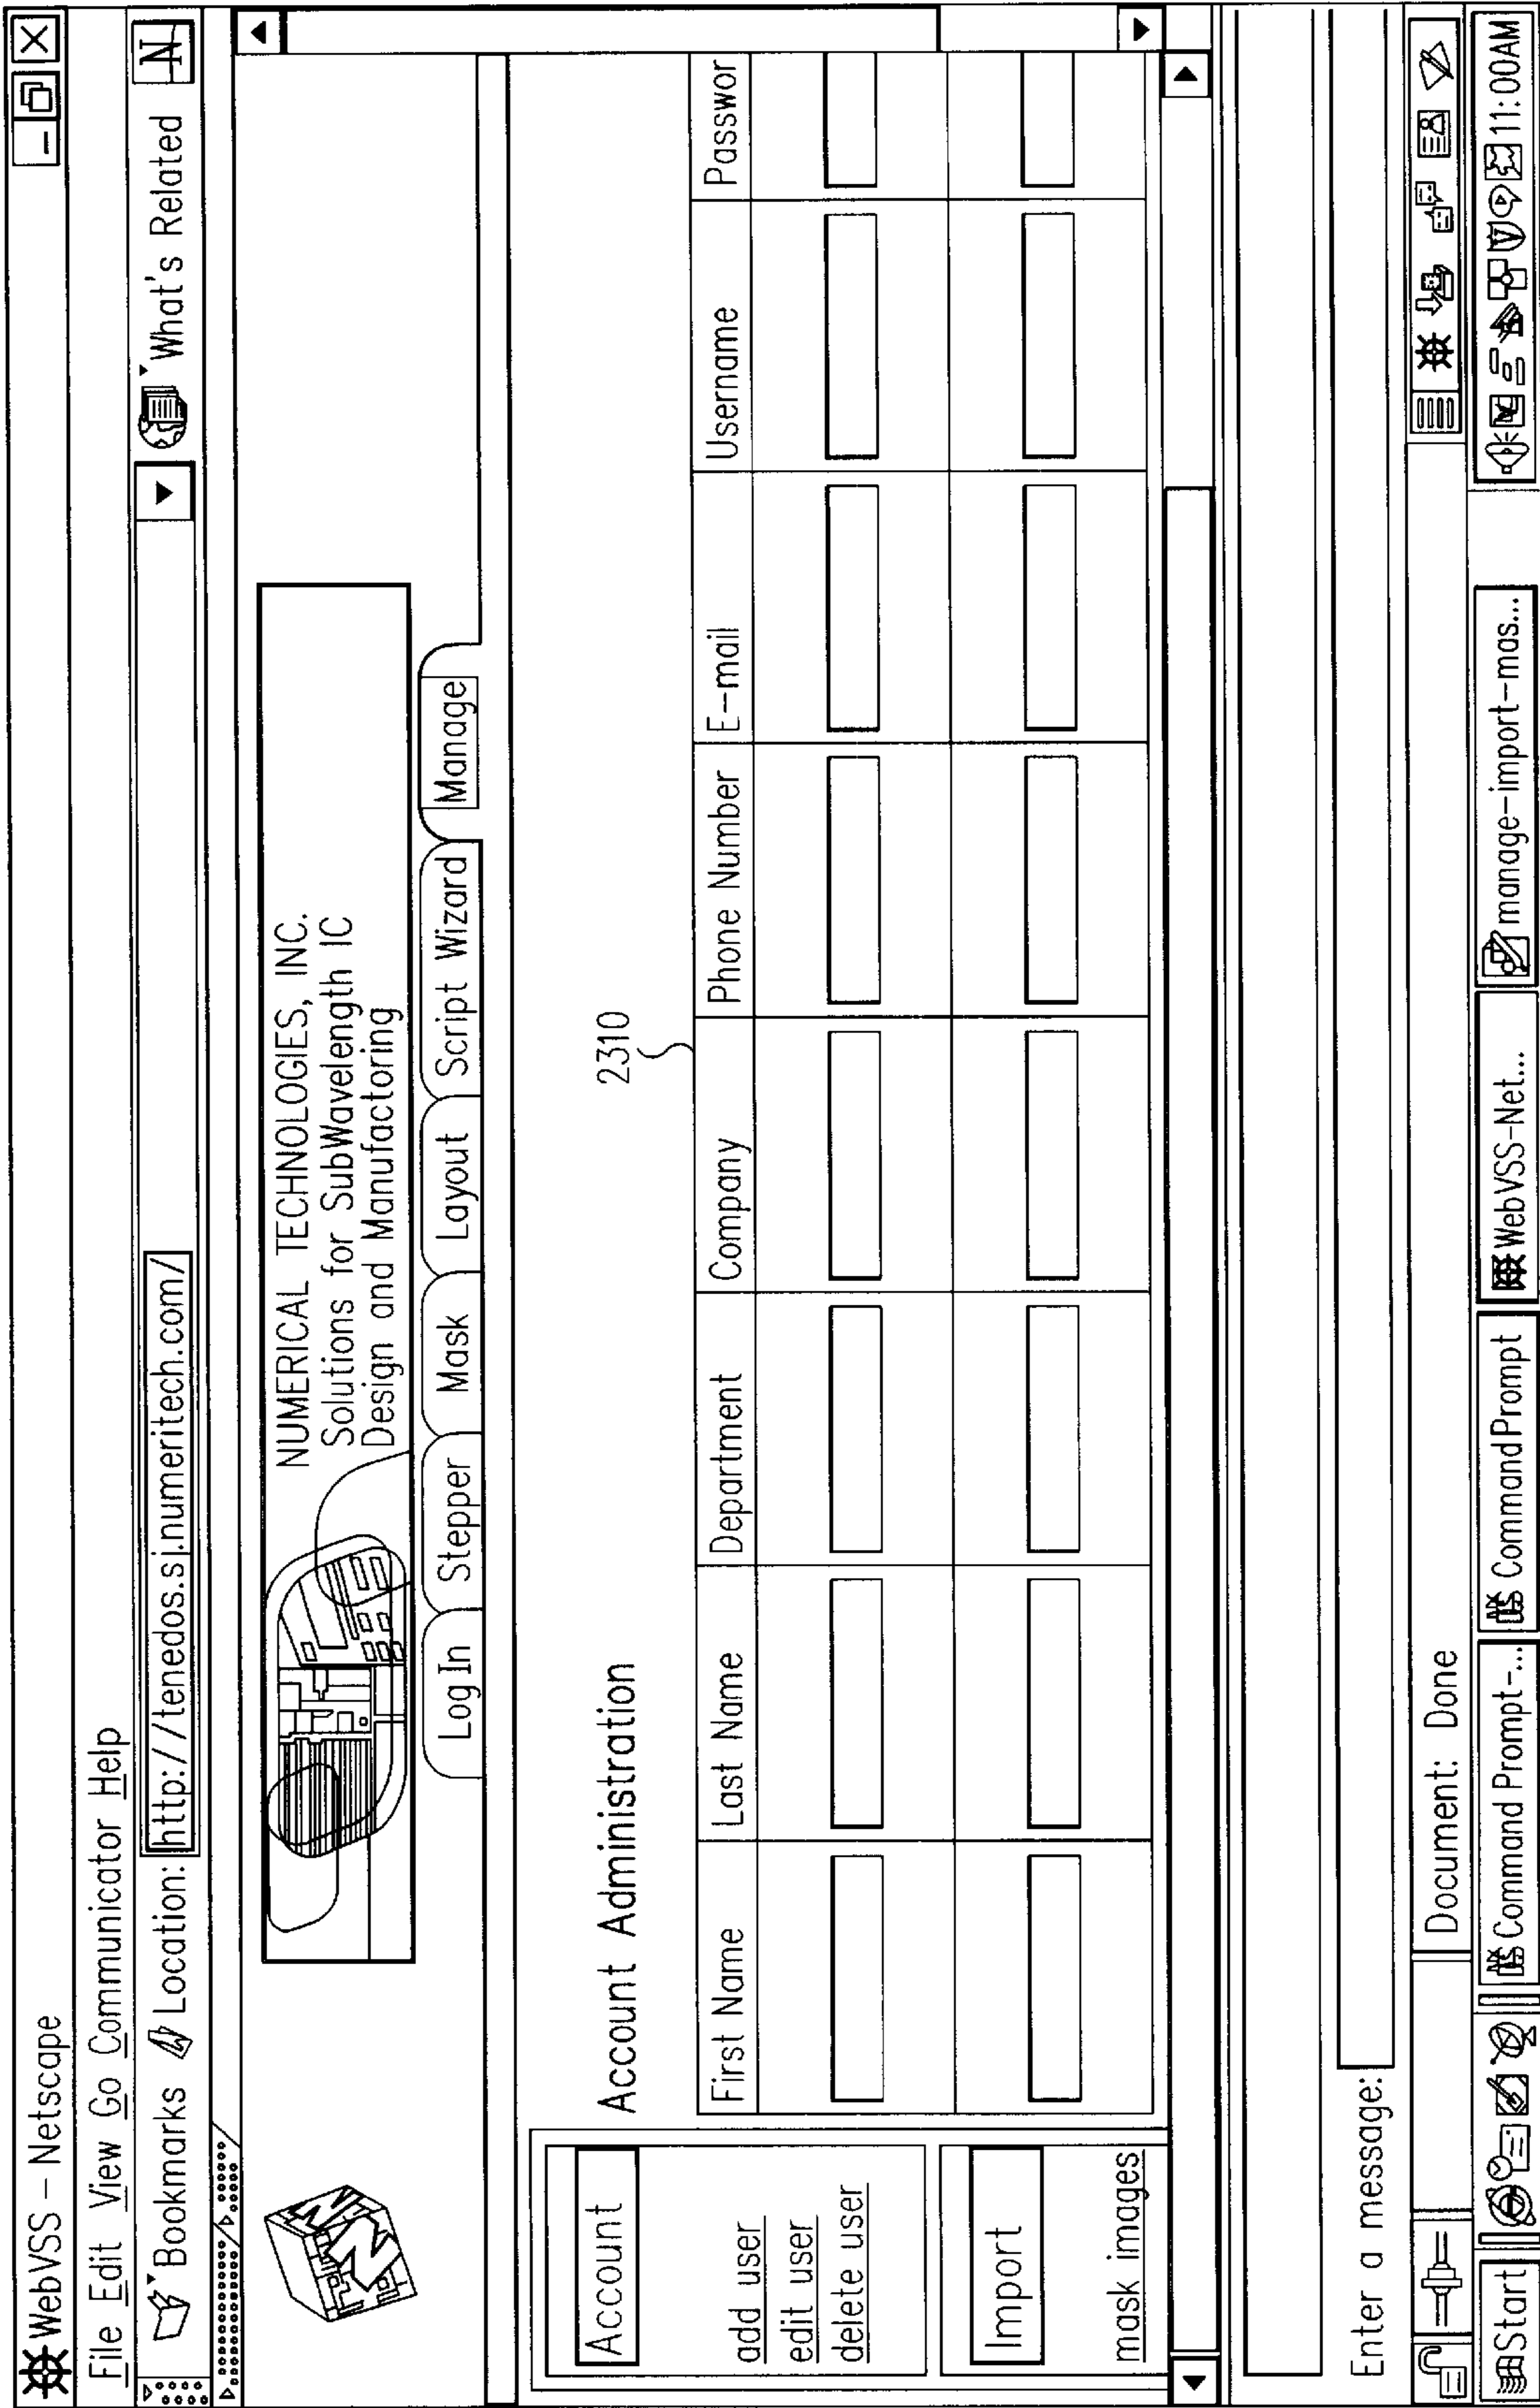 WebVSS – Netscape
File Edit View Go Communicator Help
Bookmarks Location: http://tenedos.sj.numeritech.com/ What's Related N
NUMERICAL TECHNOLOGIES, INC.
Solutions for SubWavelength IC
Design and Manufactoring
Log In Stepper Mask Layout Script Wizard Manage
Account
add user
edit user
delete user
Import
mask images
Account Administration
2310
First Name Last Name Department Company Phone Number E--mail Username Passwor
Enter a message:
Document: Done
Start Command Prompt-... CommandPrompt WebVSS-Net... manage-import-mas... 11:00AM